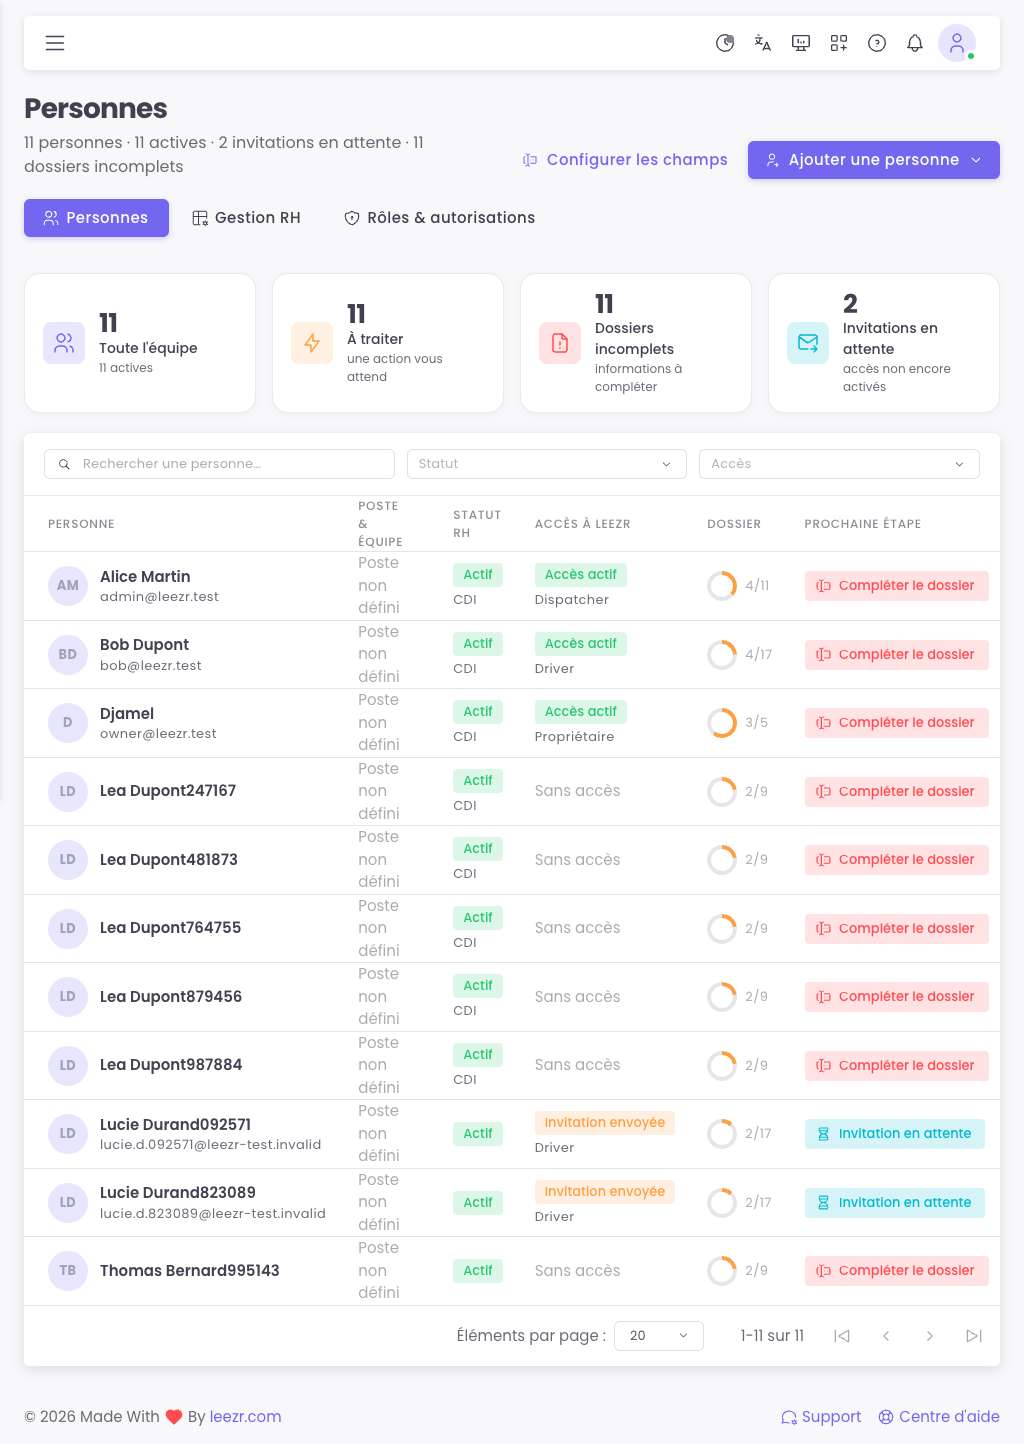 Personnes
11 personnes · 11 actives · 2 invitations en attente · 11
dossiers incomplets
Configurer les champs
Ajouter une personne
Personnes
Gestion RH
Rôles & autorisations
11
Toute l'équipe
11 actives
11
À traiter
une action vous
attend
11
Dossiers
incomplets
informations à
compléter
2
Invitations en
attente
accès non encore
activés
Rechercher une personne...
Statut
Accès
PERSONNE
POSTE
&
ÉQUIPE
STATUT
RH
ACCÈS À LEEZR
DOSSIER
PROCHAINE ÉTAPE
AM
Alice Martin
admin@leezr.test
Poste
non
défini
Actif
CDI
Accès actif
Dispatcher
4/11
Compléter le dossier
BD
Bob Dupont
bob@leezr.test
Poste
non
défini
Actif
CDI
Accès actif
Driver
4/17
Compléter le dossier
D
Djamel
owner@leezr.test
Poste
non
défini
Actif
CDI
Accès actif
Propriétaire
3/5
Compléter le dossier
LD
Lea Dupont247167
Poste
non
défini
Actif
CDI
Sans accès
2/9
Compléter le dossier
LD
Lea Dupont481873
Poste
non
défini
Actif
CDI
Sans accès
2/9
Compléter le dossier
LD
Lea Dupont764755
Poste
non
défini
Actif
CDI
Sans accès
2/9
Compléter le dossier
LD
Lea Dupont879456
Poste
non
défini
Actif
CDI
Sans accès
2/9
Compléter le dossier
LD
Lea Dupont987884
Poste
non
défini
Actif
CDI
Sans accès
2/9
Compléter le dossier
LD
Lucie Durand092571
lucie.d.092571@leezr-test.invalid
Poste
non
défini
Actif
Invitation envoyée
Driver
2/17
Invitation en attente
LD
Lucie Durand823089
lucie.d.823089@leezr-test.invalid
Poste
non
défini
Actif
Invitation envoyée
Driver
2/17
Invitation en attente
TB
Thomas Bernard995143
Poste
non
défini
Actif
Sans accès
2/9
Compléter le dossier
Éléments par page :
20
1-11 sur 11
© 2026 Made With
By leezr.com
Support
Centre d'aide